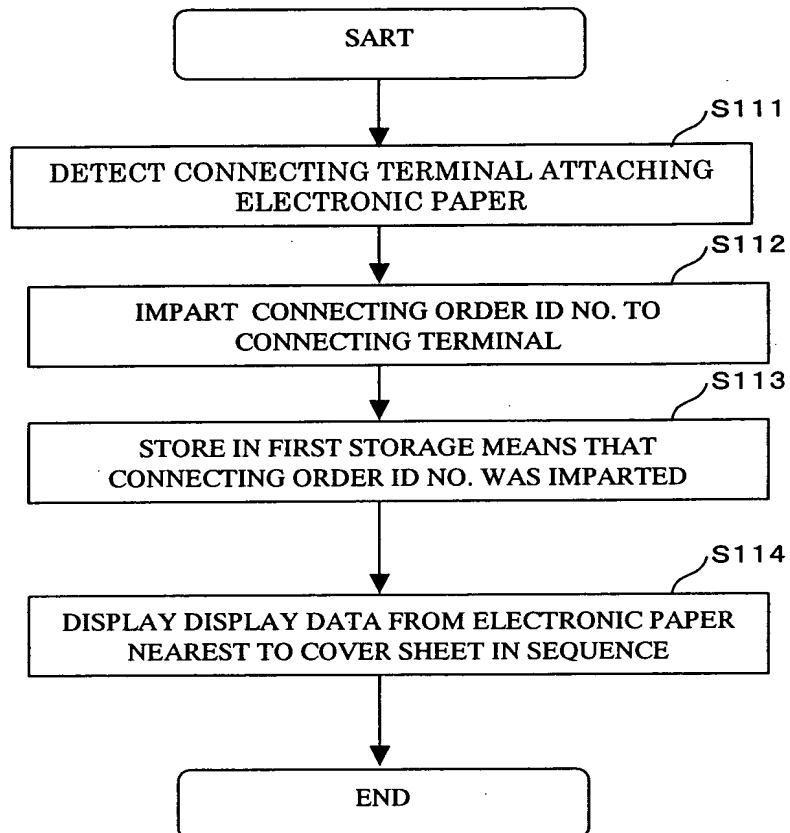 SART
S111
DETECT CONNECTING TERMINAL ATTACHING
ELECTRONIC PAPER
S112
IMPART CONNECTING ORDER ID NO. TO
CONNECTING TERMINAL
S113
STORE IN FIRST STORAGE MEANS THAT
CONNECTING ORDER ID NO. WAS IMPARTED
S114
DISPLAY DISPLAY DATA FROM ELECTRONIC PAPER
NEAREST TO COVER SHEET IN SEQUENCE
END